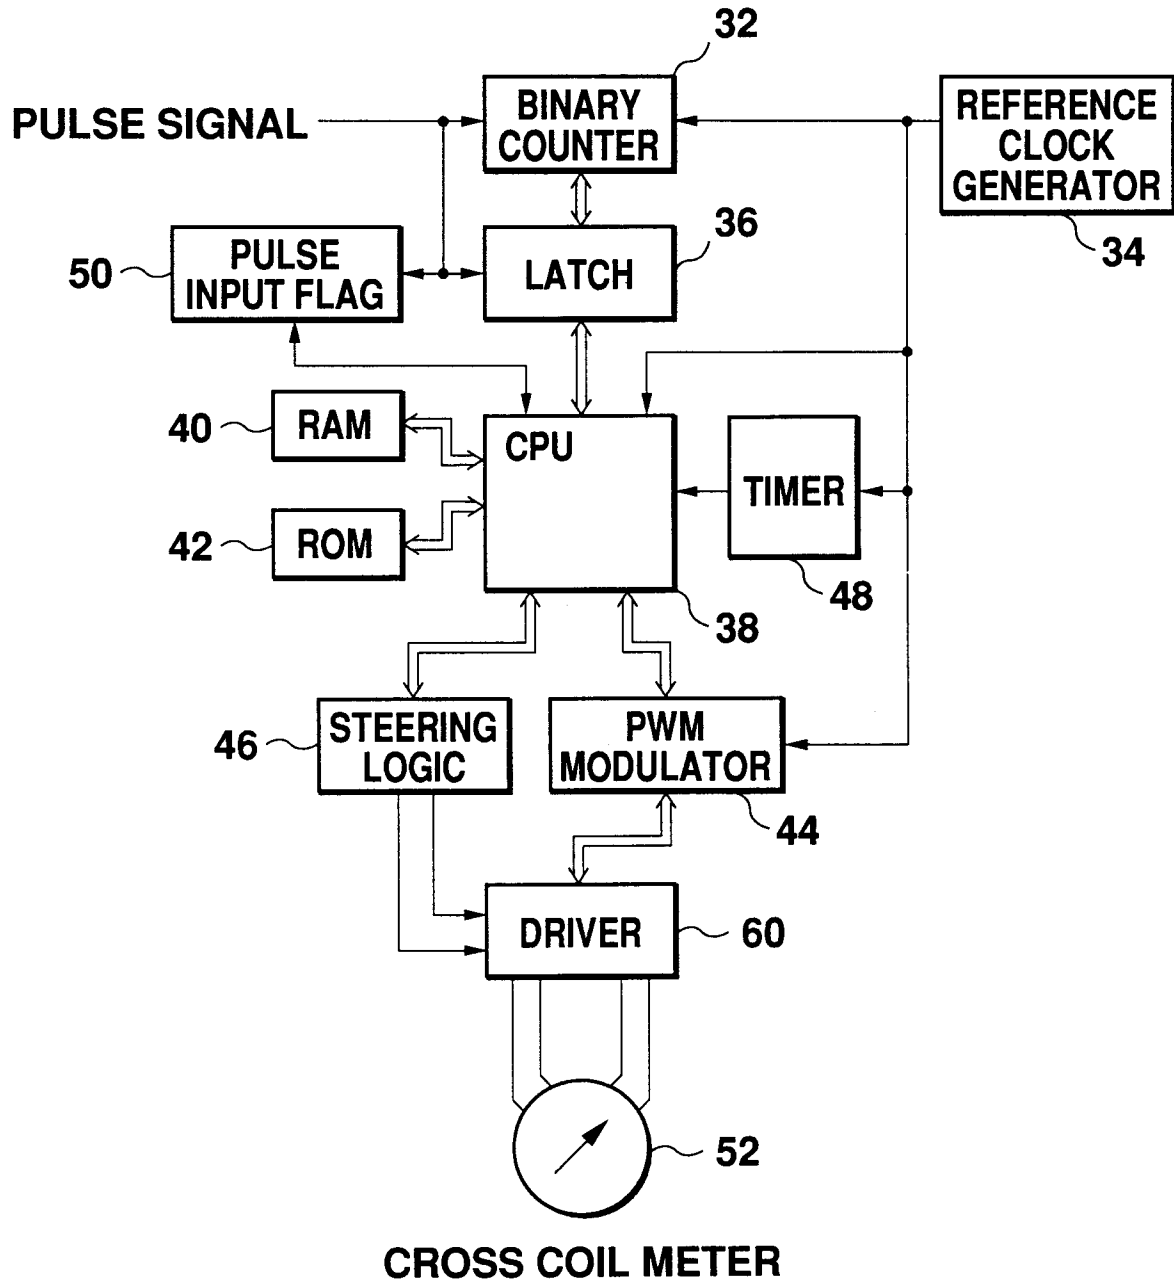 32
PULSE SIGNAL
BINARY
COUNTER
REFERENCE
CLOCK
GENERATOR
36
34
50
PULSE
INPUT FLAG
LATCH
40
RAM
CPU
TIMER
42
ROM
48
38
46
STEERING
LOGIC
PWM
MODULATOR
44
DRIVER
60
52
CROSS COIL METER